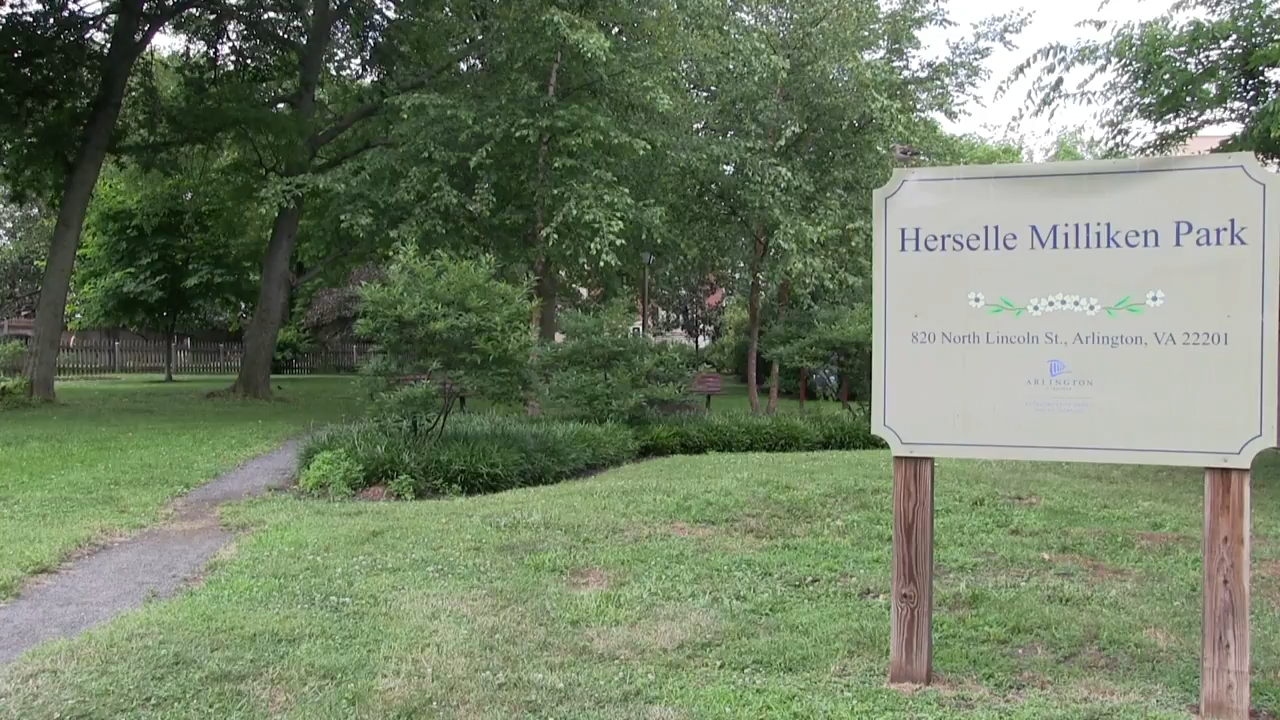 Herselle Milliken Park
820 North Lincoln St., Arlington, VA 22201
ARLINGTON